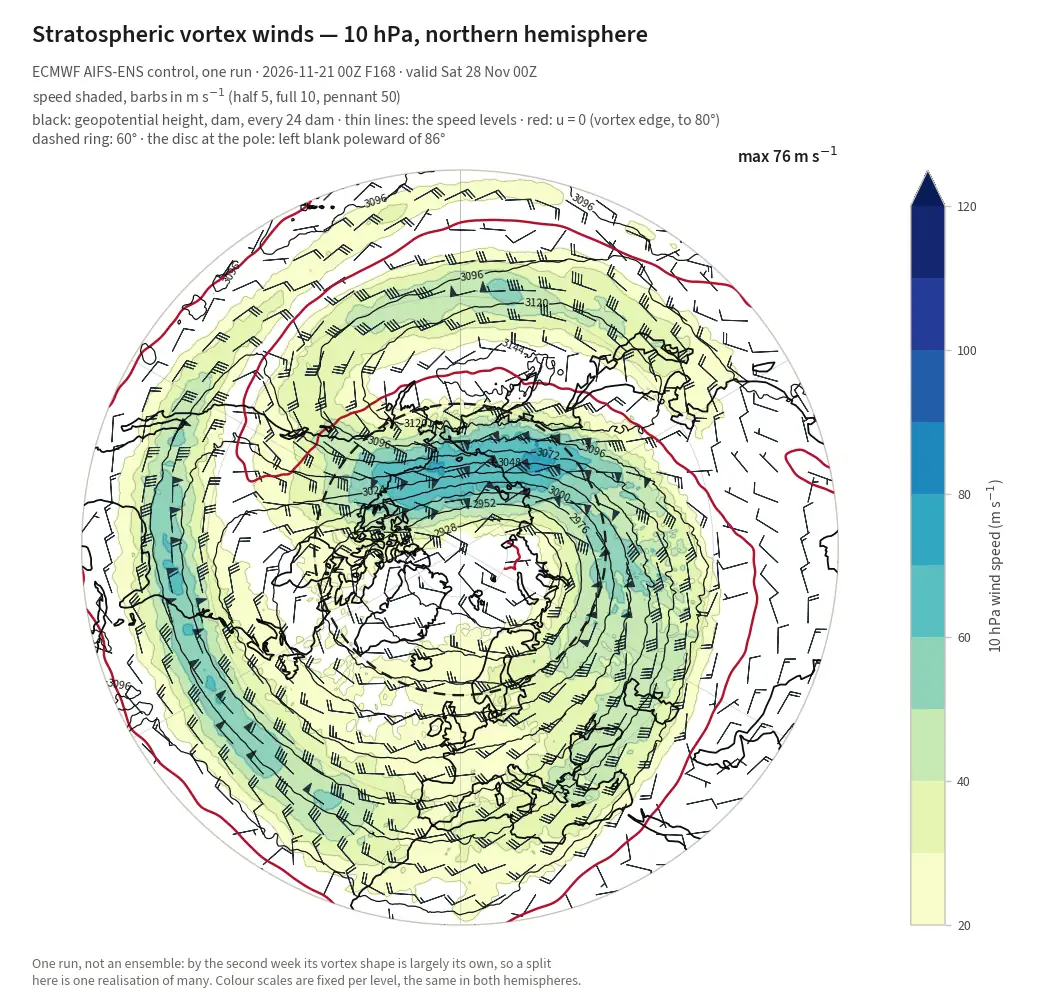 Stratospheric vortex winds — 10 hPa, northern hemisphere
ECMWF AIFS-ENS control, one run · 2026-11-21 00Z F168 · valid Sat 28 Nov 00Z
speed shaded, barbs in m s⁻¹ (half 5, full 10, pennant 50)
black: geopotential height, dam, every 24 dam · thin lines: the speed levels · red: u = 0 (vortex edge, to 80°)
dashed ring: 60° · the disc at the pole: left blank poleward of 86°
max 76 m s⁻¹
3096
3096
3096
3096
3120
3144
3120
3096
3096
3072
3048
3024
3000
2952
2976
2928
3096
120
100
80
60
40
20
10 hPa wind speed (m s⁻¹)
One run, not an ensemble: by the second week its vortex shape is largely its own, so a split
here is one realisation of many. Colour scales are fixed per level, the same in both hemispheres.